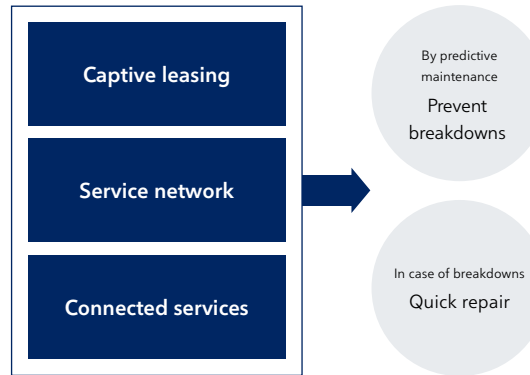 Captive leasing
Service network
Connected services
By predictive
maintenance
Prevent
breakdowns
In case of breakdowns
Quick repair